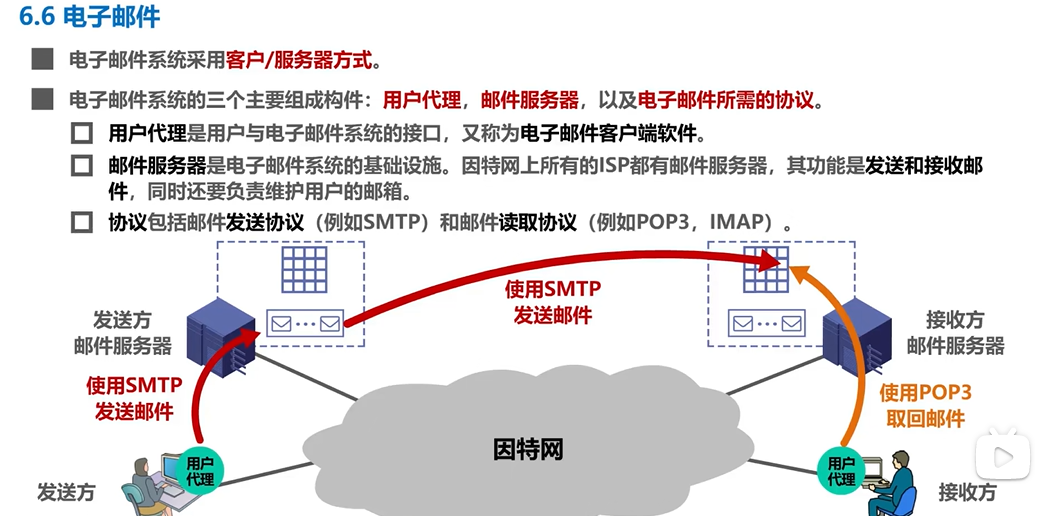 6.6 电子邮件
电子邮件系统采用客户/服务器方式。
电子邮件系统的三个主要组成构件：用户代理，邮件服务器，以及电子邮件所需的协议。
用户代理是用户与电子邮件系统的接口，又称为电子邮件客户端软件。
邮件服务器是电子邮件系统的基础设施。因特网上所有的ISP都有邮件服务器，其功能是发送和接收邮
件，同时还要负责维护用户的邮箱。
协议包括邮件发送协议（例如SMTP）和邮件读取协议（例如POP3，IMAP）。
使用SMTP
发送邮件
发送方
邮件服务器
接收方
邮件服务器
使用SMTP
发送邮件
使用POP3
取回邮件
因特网
用户
代理
用户
代理
发送方
接收方